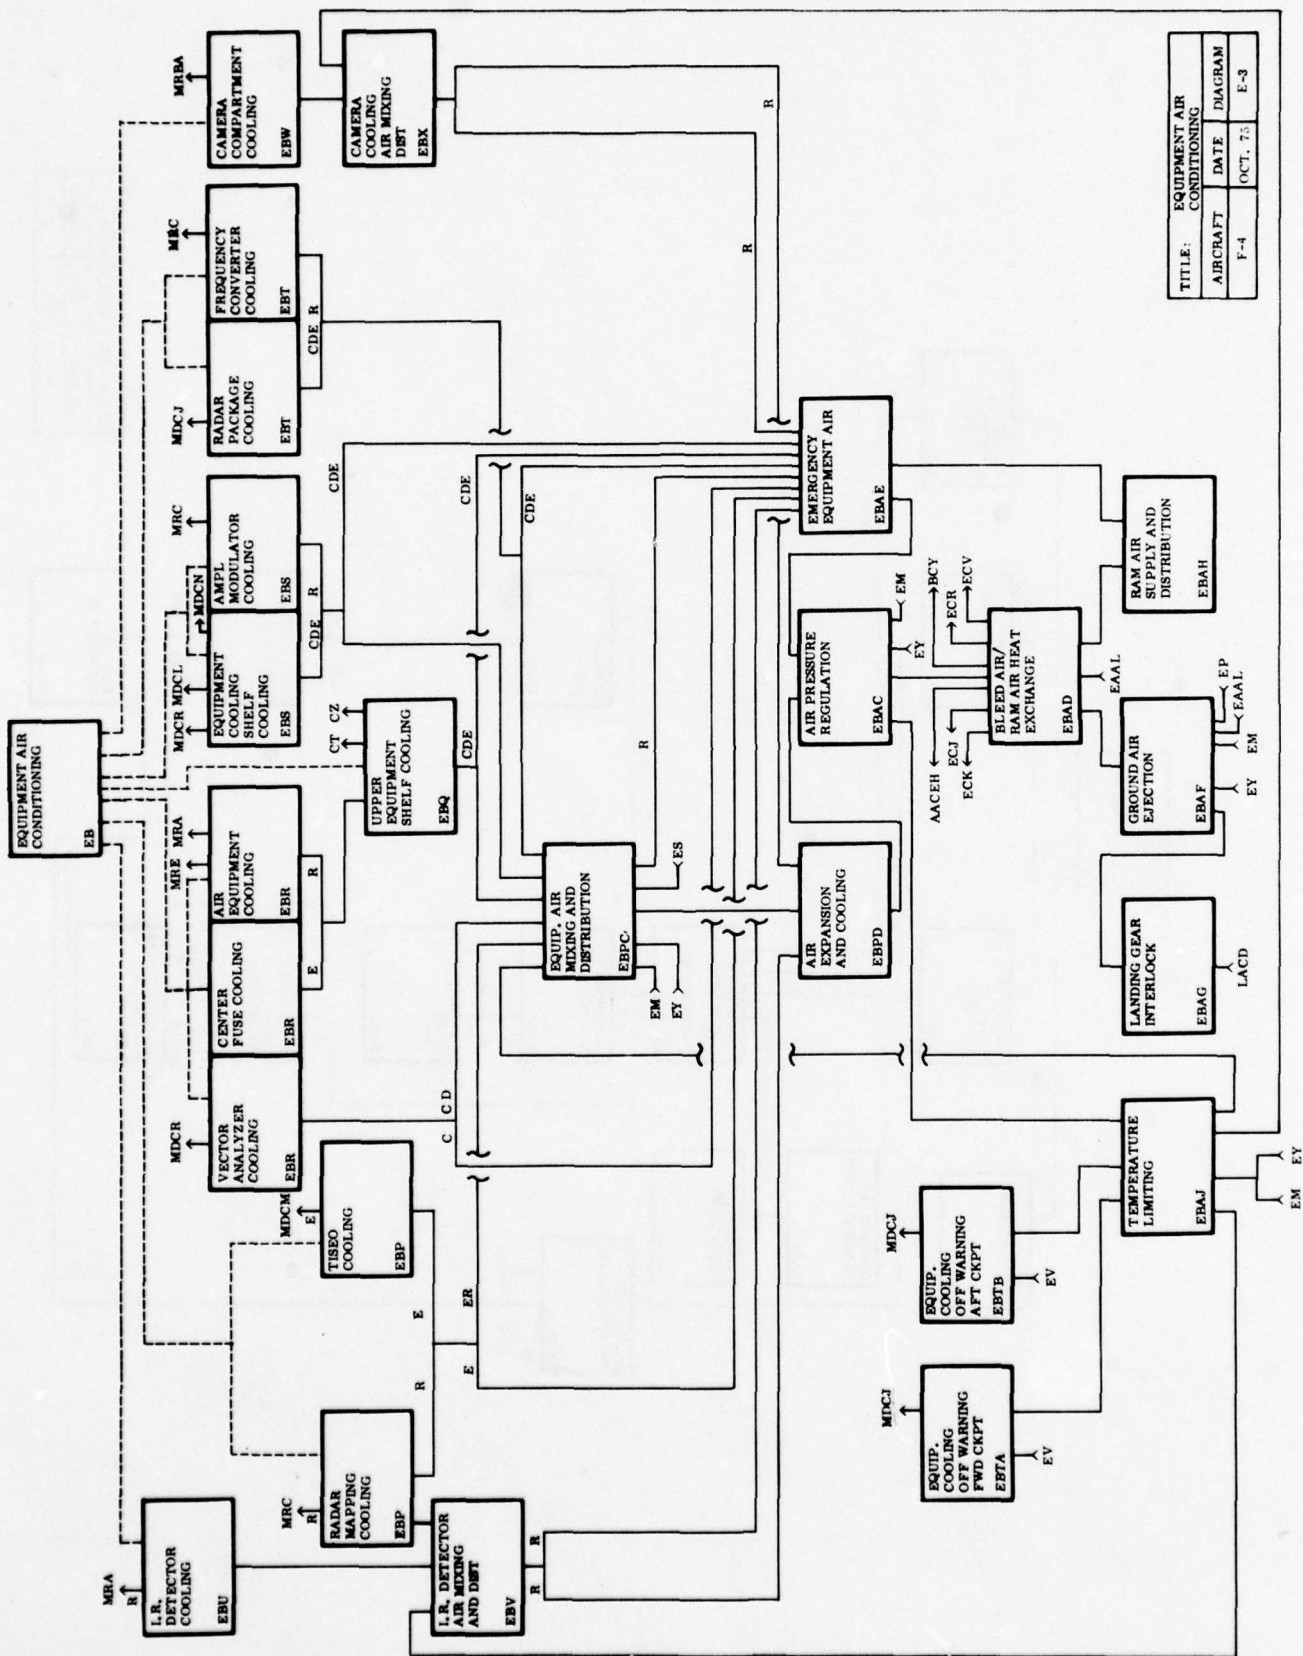 EQUIPMENT AIR
CONDITIONING
EB
MRA
R
I.R.
DETECTOR
COOLING
EBU
MRC
R
RADAR
MAPPING
COOLING
EBP
MDCM
E
TISEO
COOLING
EBP
MDCR
VECTOR
ANALYZER
COOLING
EBR
CENTER
FUSE COOLING
EBR
MRE
MRA
AIR
EQUIPMENT
COOLING
EBR
CT
CZ
UPPER
EQUIPMENT
SHELF COOLING
EBQ
MDCR
MDCL
MDCN
EQUIPMENT
COOLING
SHELF
COOLING
EBS
MRC
AMPL
MODULATOR
COOLING
EBS
MDCJ
RADAR
PACKAGE
COOLING
EBT
MRC
FREQUENCY
CONVERTER
COOLING
EBT
MRBA
CAMERA
COMPARTMENT
COOLING
EBW
CAMERA
COOLING
AIR MIXING
DIST
EBX
I.R. DETECTOR
AIR MIXING
AND DIST
EBV
R
R
R
E
E
ER
C
CD
E
R
CDE
CDE
R
CDE
R
CDE
CDE
CDE
R
R
R
EQUIP. AIR
MIXING AND
DISTRIBUTION
EBPC
EM
EY
ES
EMERGENCY
EQUIPMENT AIR
EBAE
AIR
EXPANSION
AND COOLING
EBPD
AIR PRESSURE
REGULATION
EBAC
EY
EM
AACEH
ECK
ECJ
BCY
ECR
ECV
BLEED AIR/
RAM AIR HEAT
EXCHANGE
EBAD
EAAL
RAM AIR
SUPPLY AND
DISTRIBUTION
EBAH
GROUND AIR
EJECTION
EBAF
EY
EM
EAAL
EP
LANDING GEAR
INTERLOCK
EBAG
LACD
TEMPERATURE
LIMITING
EBAJ
EM
EY
MDCJ
EQUIP.
COOLING
OFF WARNING
AFT CKPT
EBTB
EV
MDCJ
EQUIP.
COOLING
OFF WARNING
FWD CKPT
EBTA
EV
TITLE: EQUIPMENT AIR
CONDITIONING
AIRCRAFT DATE DIAGRAM
F-4 OCT. 75 E-3